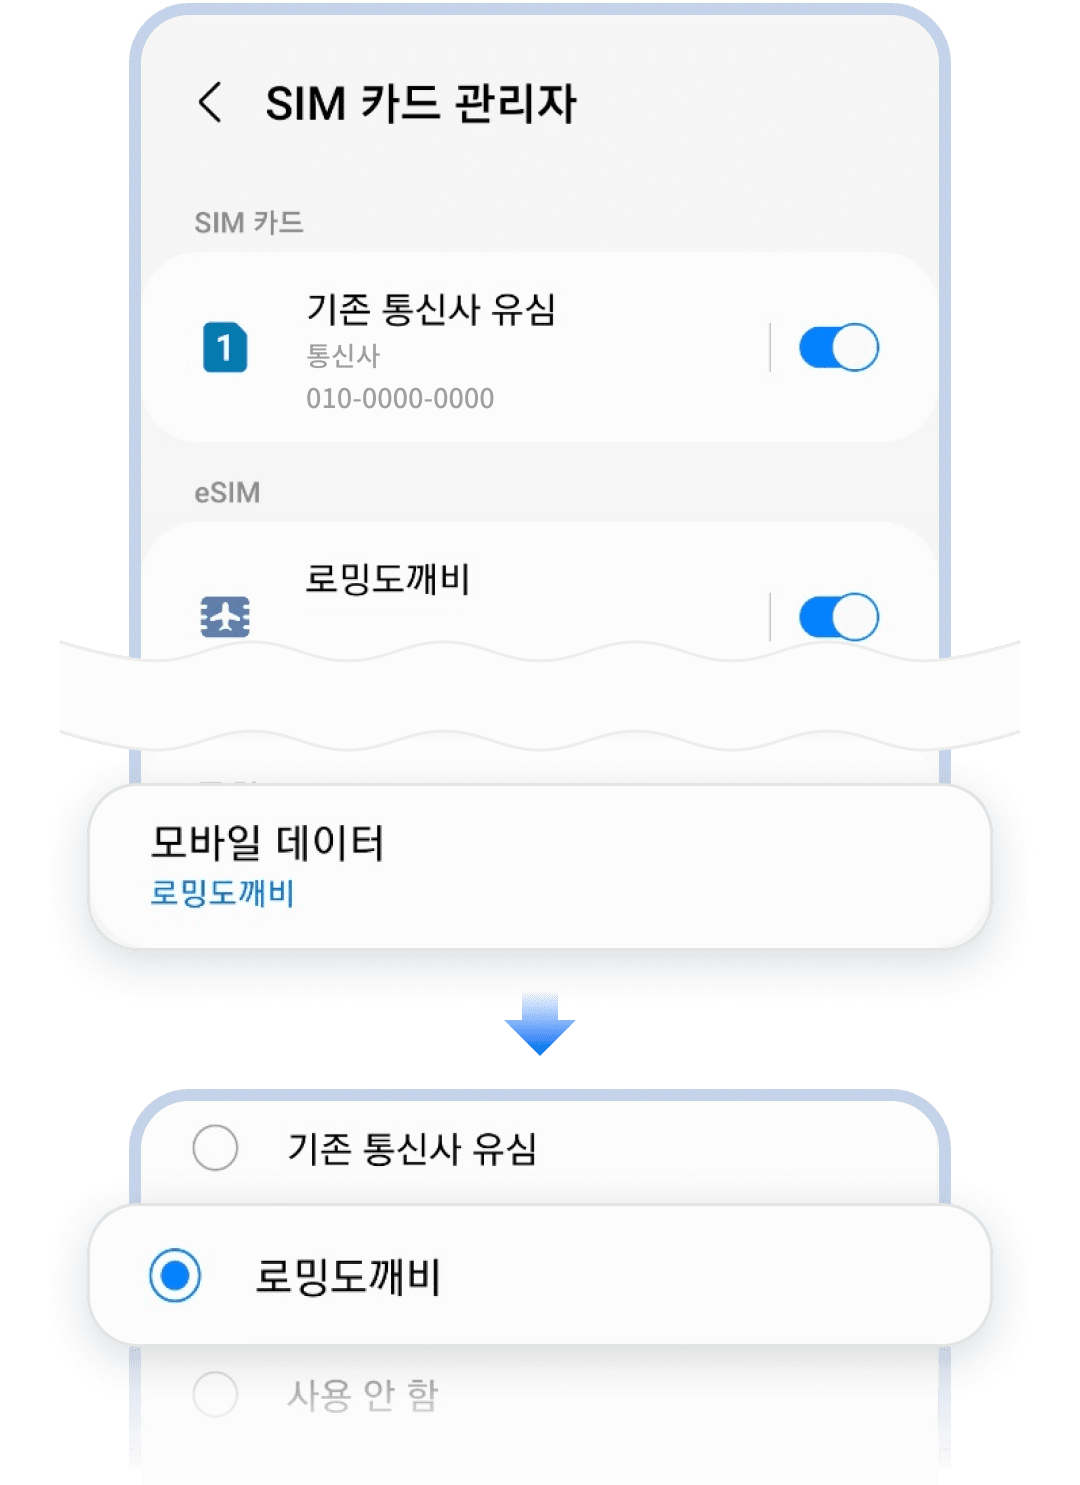 SIM 카드 관리자
SIM 카드
1
기존 통신사 유심
통신사
010-0000-0000
eSIM
로밍도깨비
모바일 데이터
로밍도깨비
기존 통신사 유심
로밍도깨비
사용 안 함